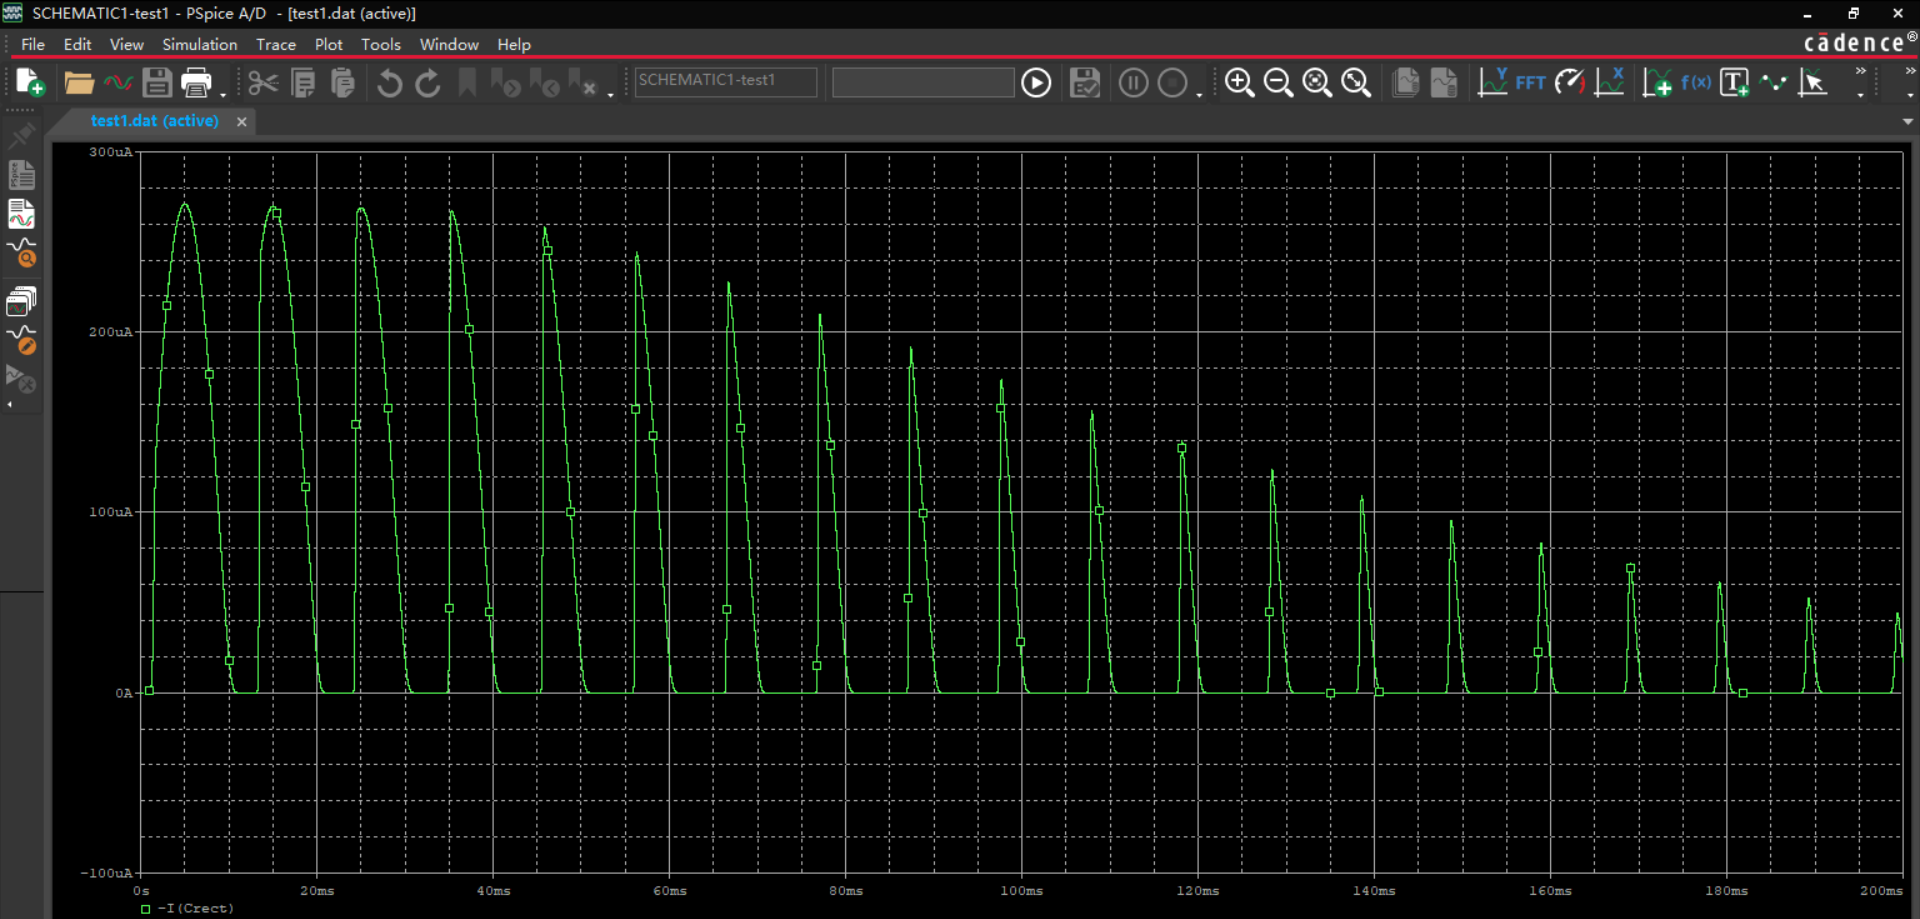 SCHEMATIC1-test1 - PSpice A/D - [test1.dat (active)]
File Edit View Simulation Trace Plot Tools Window Help
cādence®
SCHEMATIC1-test1
Y
FFT
X
f(x)
T
test1.dat (active)
PSpice
300uA
200uA
100uA
0A
-100uA
0s 20ms 40ms 60ms 80ms 100ms 120ms 140ms 160ms 180ms 200ms
-I(Crect)